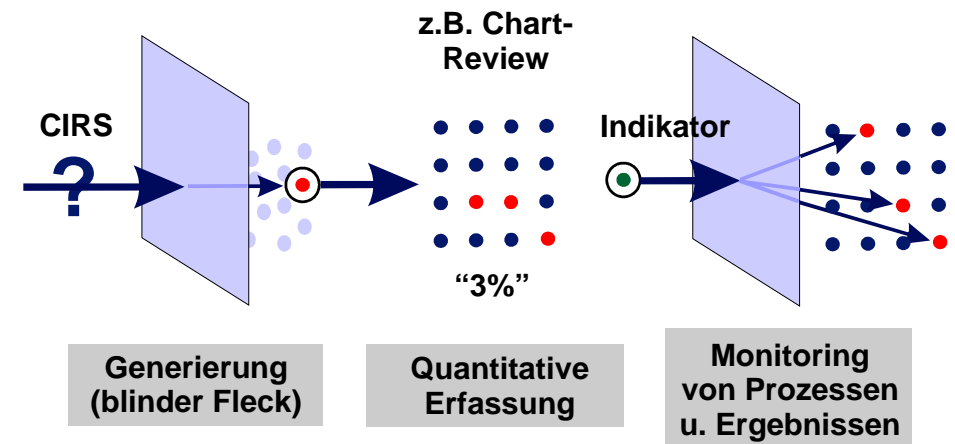 z.B. Chart-
Review
CIRS
?
Indikator
“3%”
Generierung
(blinder Fleck)
Quantitative
Erfassung
Monitoring
von Prozessen
u. Ergebnissen